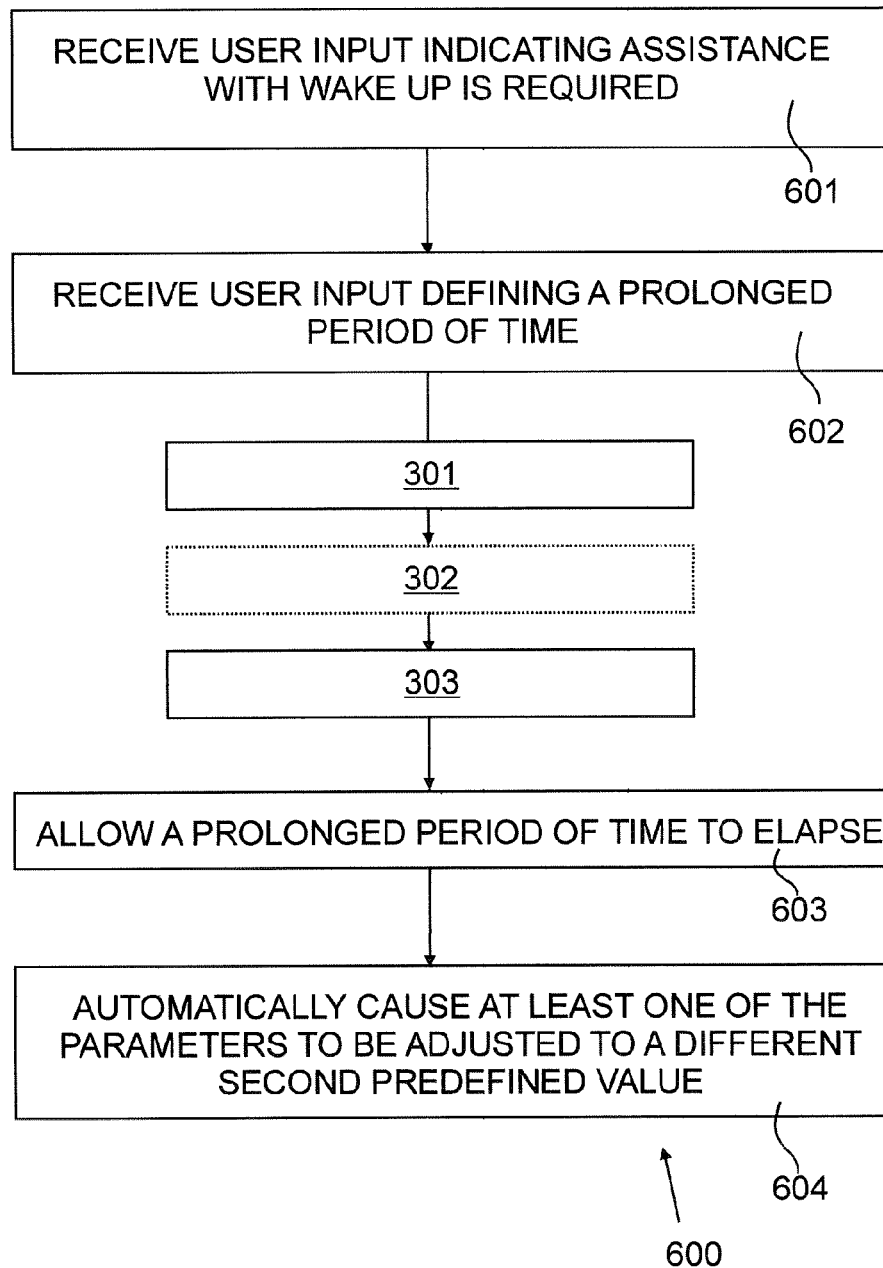 RECEIVE USER INPUT INDICATING ASSISTANCE
WITH WAKE UP IS REQUIRED
601
RECEIVE USER INPUT DEFINING A PROLONGED
PERIOD OF TIME
602
301
302
303
ALLOW A PROLONGED PERIOD OF TIME TO ELAPSE
603
AUTOMATICALLY CAUSE AT LEAST ONE OF THE
PARAMETERS TO BE ADJUSTED TO A DIFFERENT
SECOND PREDEFINED VALUE
604
600